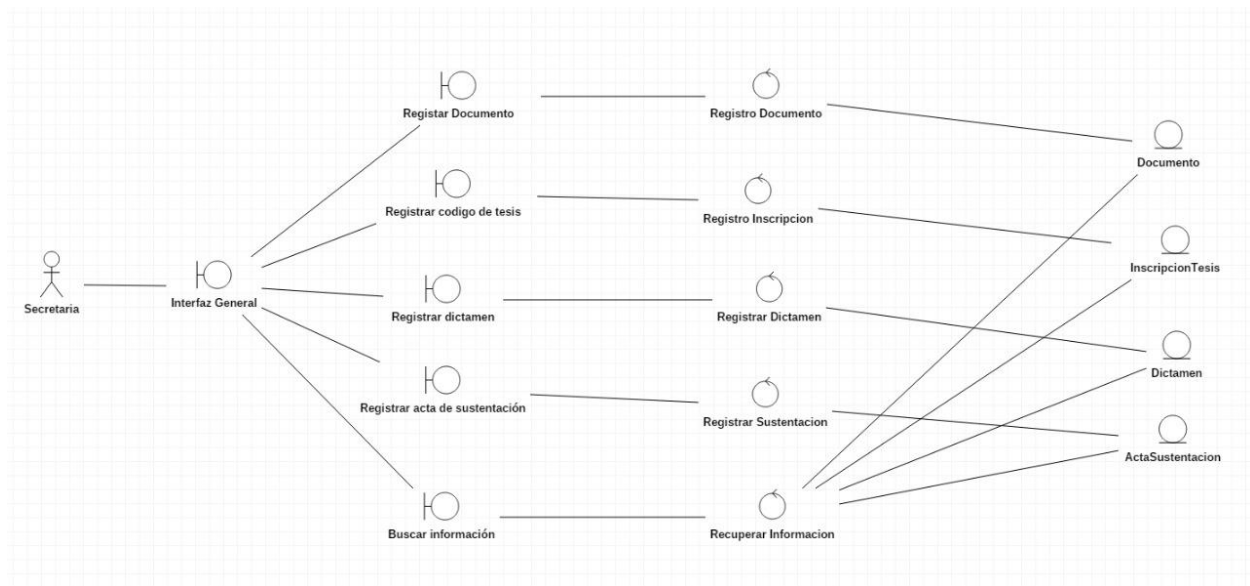 Registar Documento
Registro Documento
Documento
Registrar codigo de tesis
Registro Inscripcion
InscripcionTesis
Secretaria
Interfaz General
Registrar dictamen
Registrar Dictamen
Dictamen
Registrar acta de sustentación
Registrar Sustentacion
ActaSustentacion
Buscar información
Recuperar Informacion